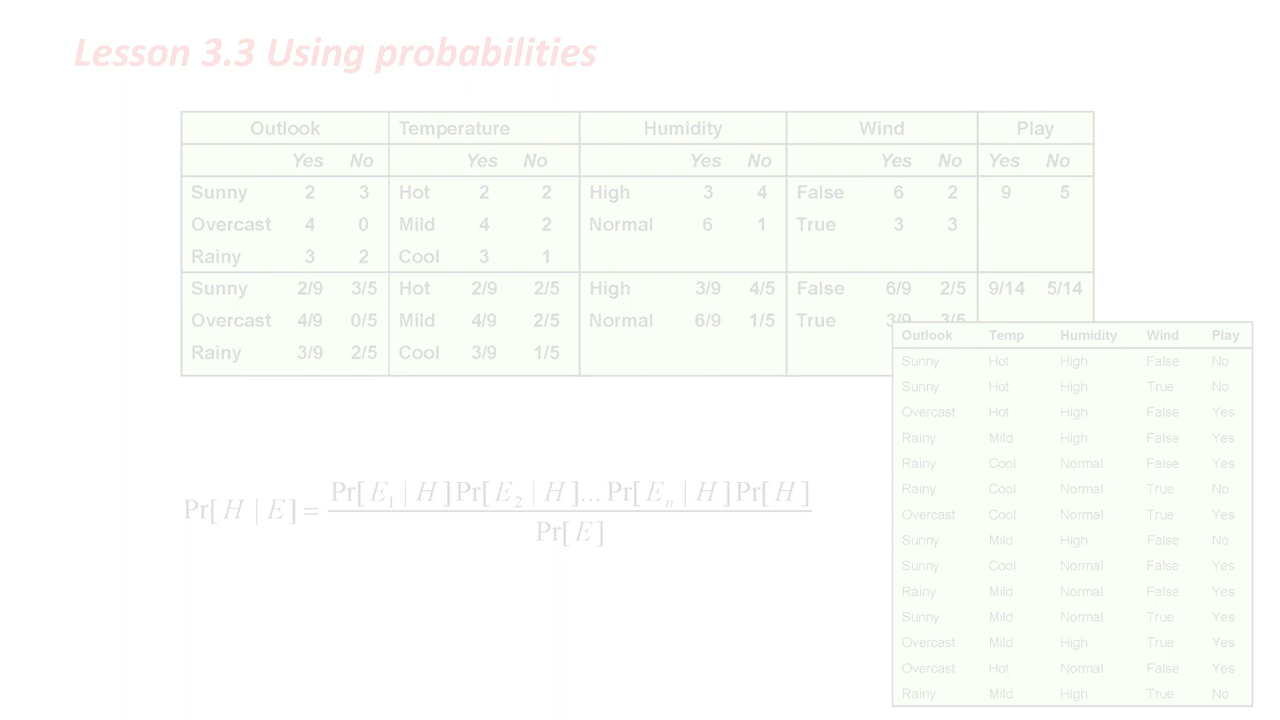 Lesson 3.3 Using probabilities
Outlook Temperature Humidity Wind Play
Yes No Yes No Yes No Yes No Yes No
Sunny 2 3 Hot 2 2 High 3 4 False 6 2 9 5
Overcast 4 0 Mild 4 2 Normal 6 1 True 3 3
Rainy 3 2 Cool 3 1
Sunny 2/9 3/5 Hot 2/9 2/5 High 3/9 4/5 False 6/9 2/5 9/14 5/14
Overcast 4/9 0/5 Mild 4/9 2/5 Normal 6/9 1/5 True 3/9 3/5
Rainy 3/9 2/5 Cool 3/9 1/5
Outlook Temp Humidity Wind Play
Sunny Hot High False No
Sunny Hot High True No
Overcast Hot High False Yes
Rainy Mild High False Yes
Rainy Cool Normal False Yes
Rainy Cool Normal True No
Overcast Cool Normal True Yes
Sunny Mild High False No
Sunny Cool Normal False Yes
Rainy Mild Normal False Yes
Sunny Mild Normal True Yes
Overcast Mild High True Yes
Overcast Hot Normal False Yes
Rainy Mild High True No
Pr[E₁ | H]Pr[E₂ | H]... Pr[Eₙ | H]Pr[H]
Pr[H | E] =
Pr[E]